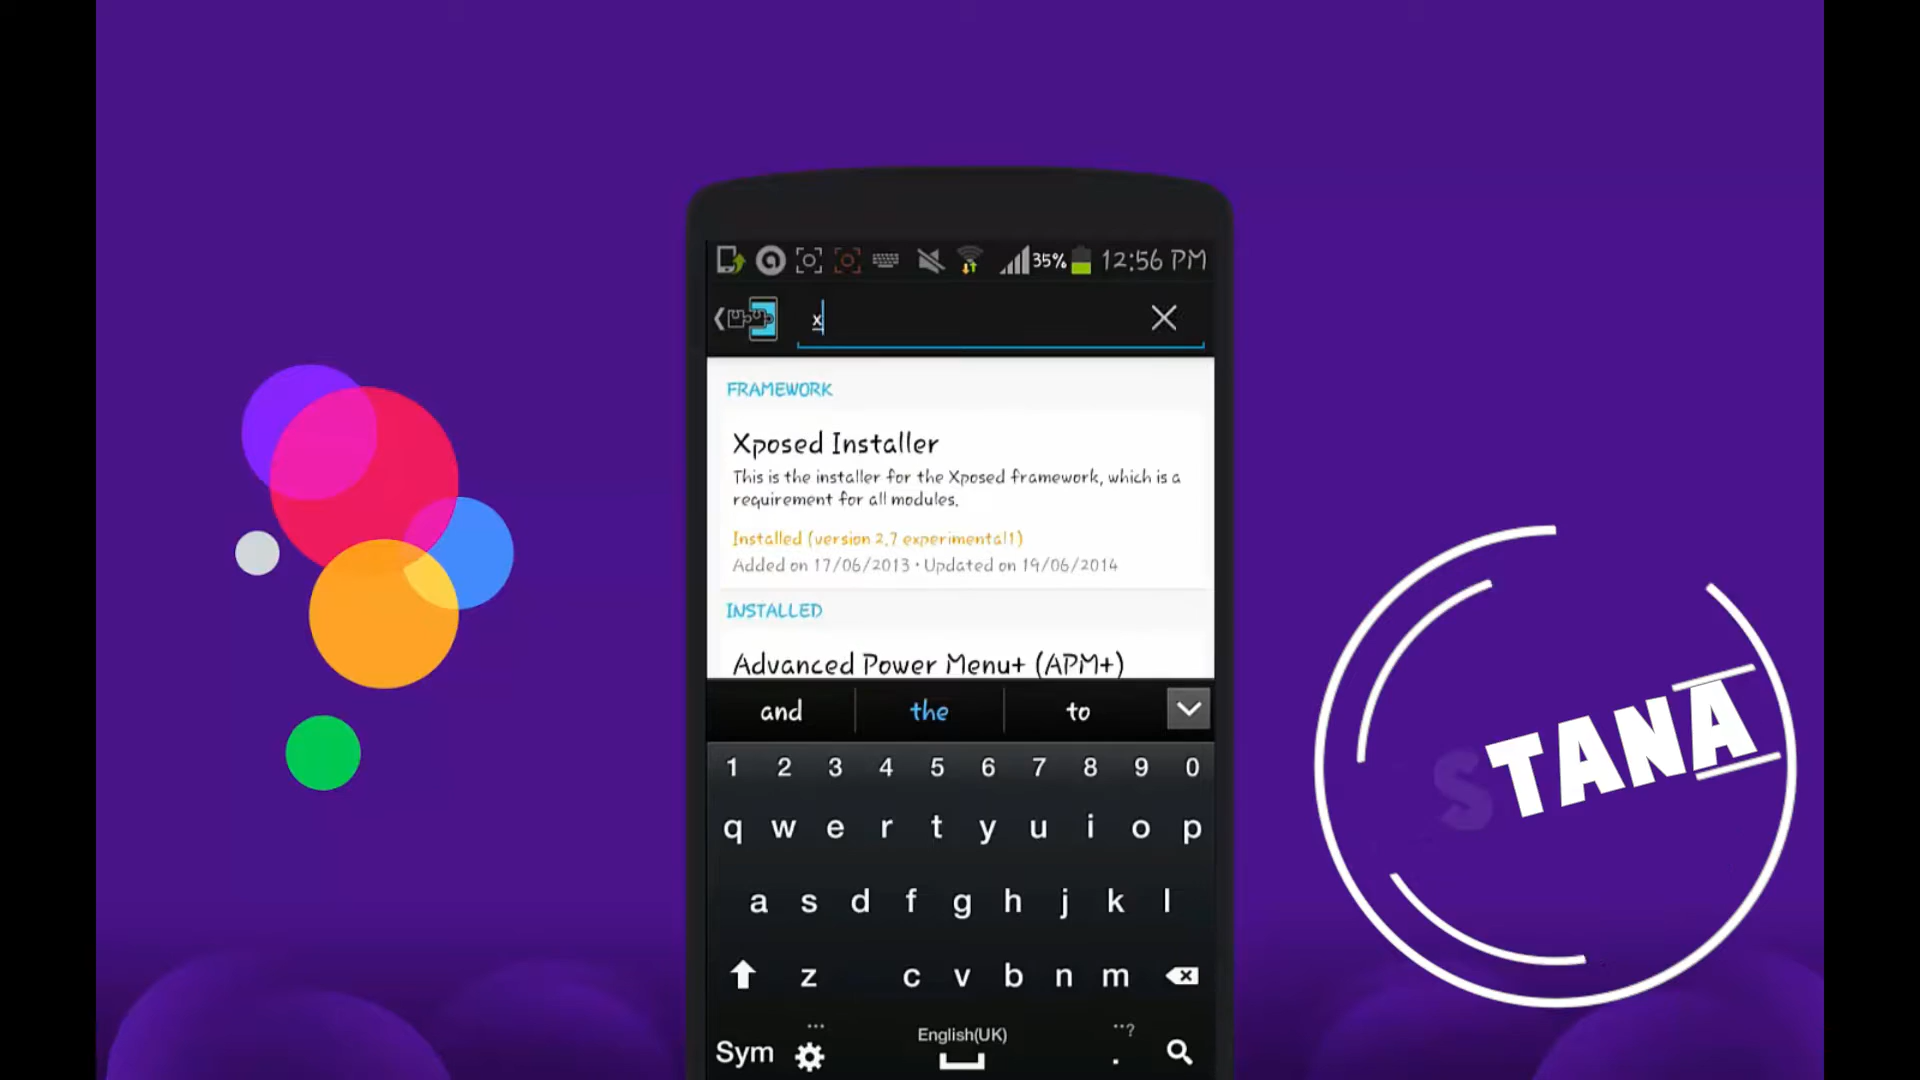 35% 12:56 PM
x
FRAMEWORK
Xposed Installer
This is the installer for the Xposed framework, which is a
requirement for all modules.
Installed (version 2.7 experimental1)
Added on 17/06/2013 • Updated on 19/06/2014
INSTALLED
Advanced Power Menu+ (APM+)
and the to
1 2 3 4 5 6 7 8 9 0
q w e r t y u i o p
a s d f g h j k l
z c v b n m
... English(UK) ..?
Sym .
STANA